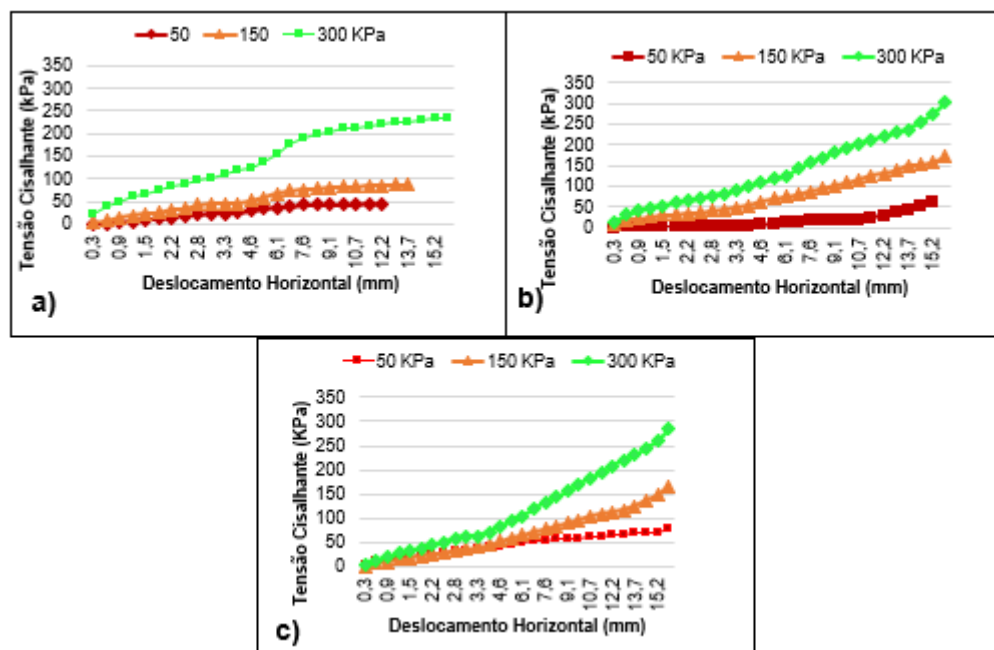 50 150 300 KPa
Tensão Cisalhante (kPa)
350
300
250
200
150
100
50
0
0,3 0,9 1,5 2,2 2,8 3,3 4,6 6,1 7,6 9,1 10,7 12,2 13,7 15,2
Deslocamento Horizontal (mm)
a)
50 KPa 150 KPa 300 KPa
Tensão Cisalhante (kPa)
350
300
250
200
150
100
50
0
0,3 0,9 1,5 2,2 2,8 3,3 4,6 6,1 7,6 9,1 10,7 12,2 13,7 15,2
Deslocamento Horizontal (mm)
b)
50 KPa 150 KPa 300 KPa
Tensão Cisalhante (KPa)
350
300
250
200
150
100
50
0
0,3 0,9 1,5 2,2 2,8 3,3 4,6 6,1 7,6 9,1 10,7 12,2 13,7 15,2
Deslocamento Horizontal (mm)
c)